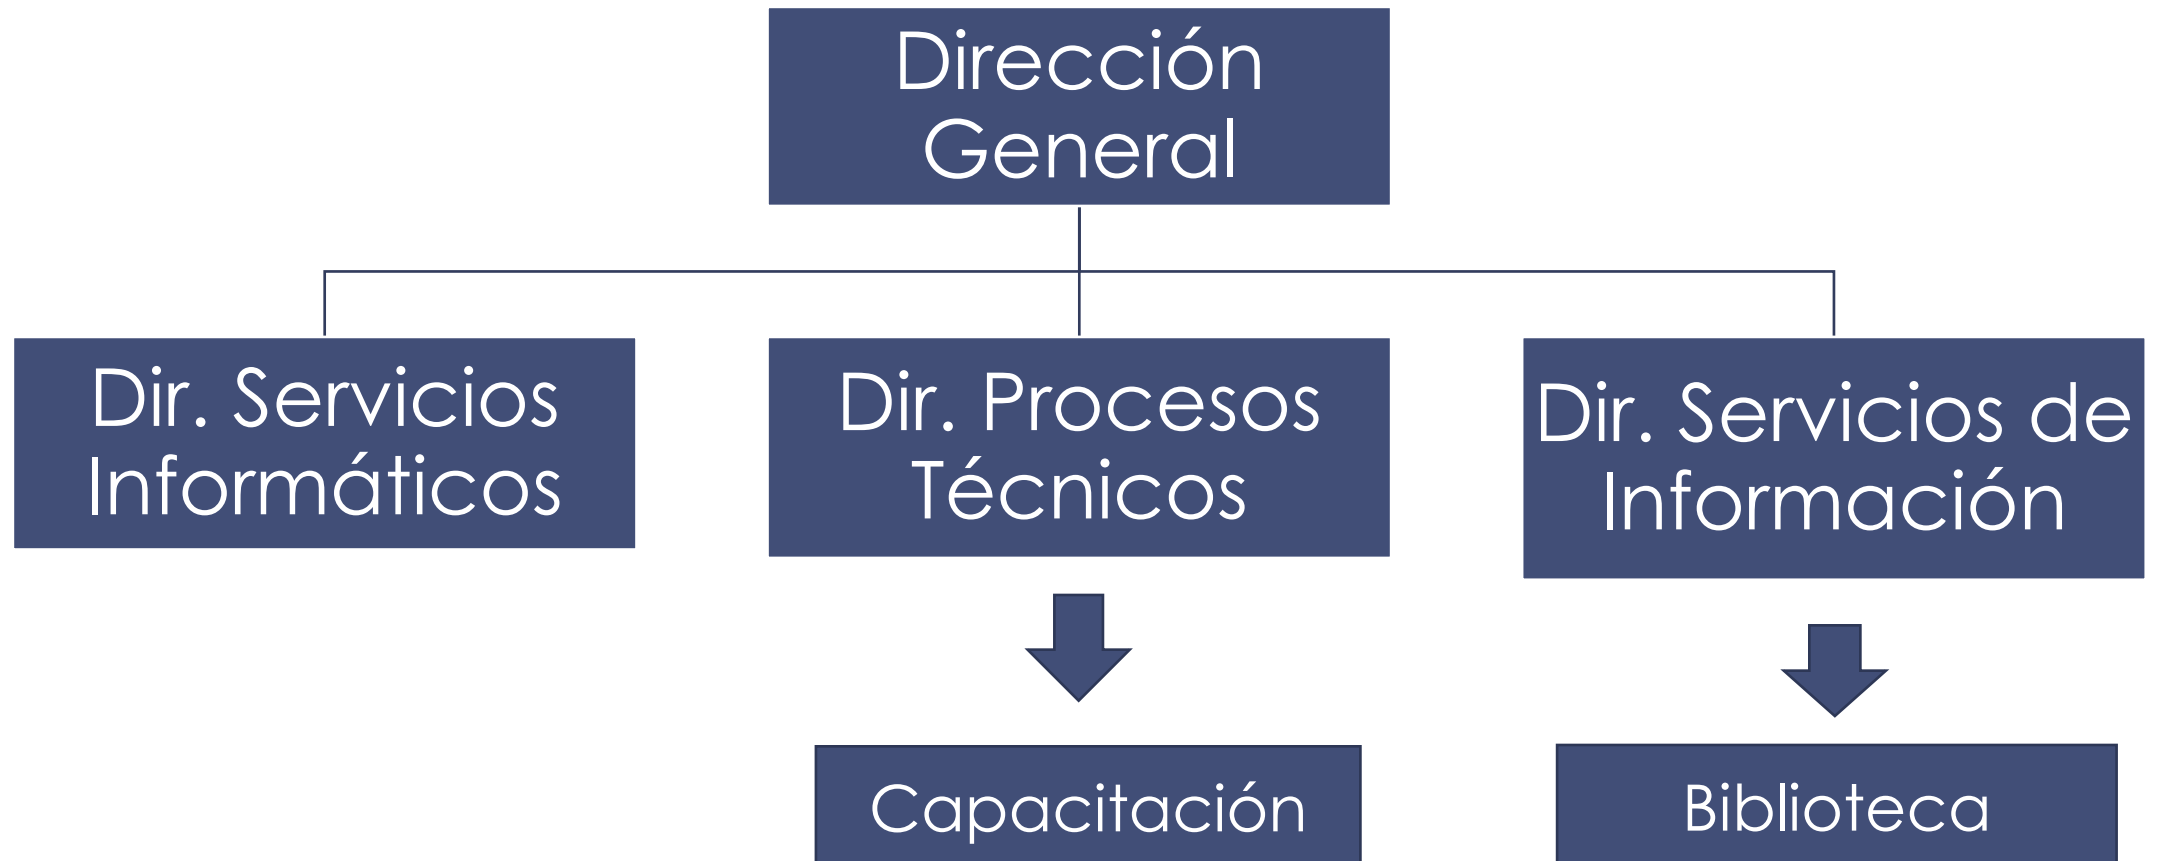 Dirección
General
Dir. Servicios
Informáticos
Dir. Procesos
Técnicos
Dir. Servicios de
Información
Capacitación
Biblioteca